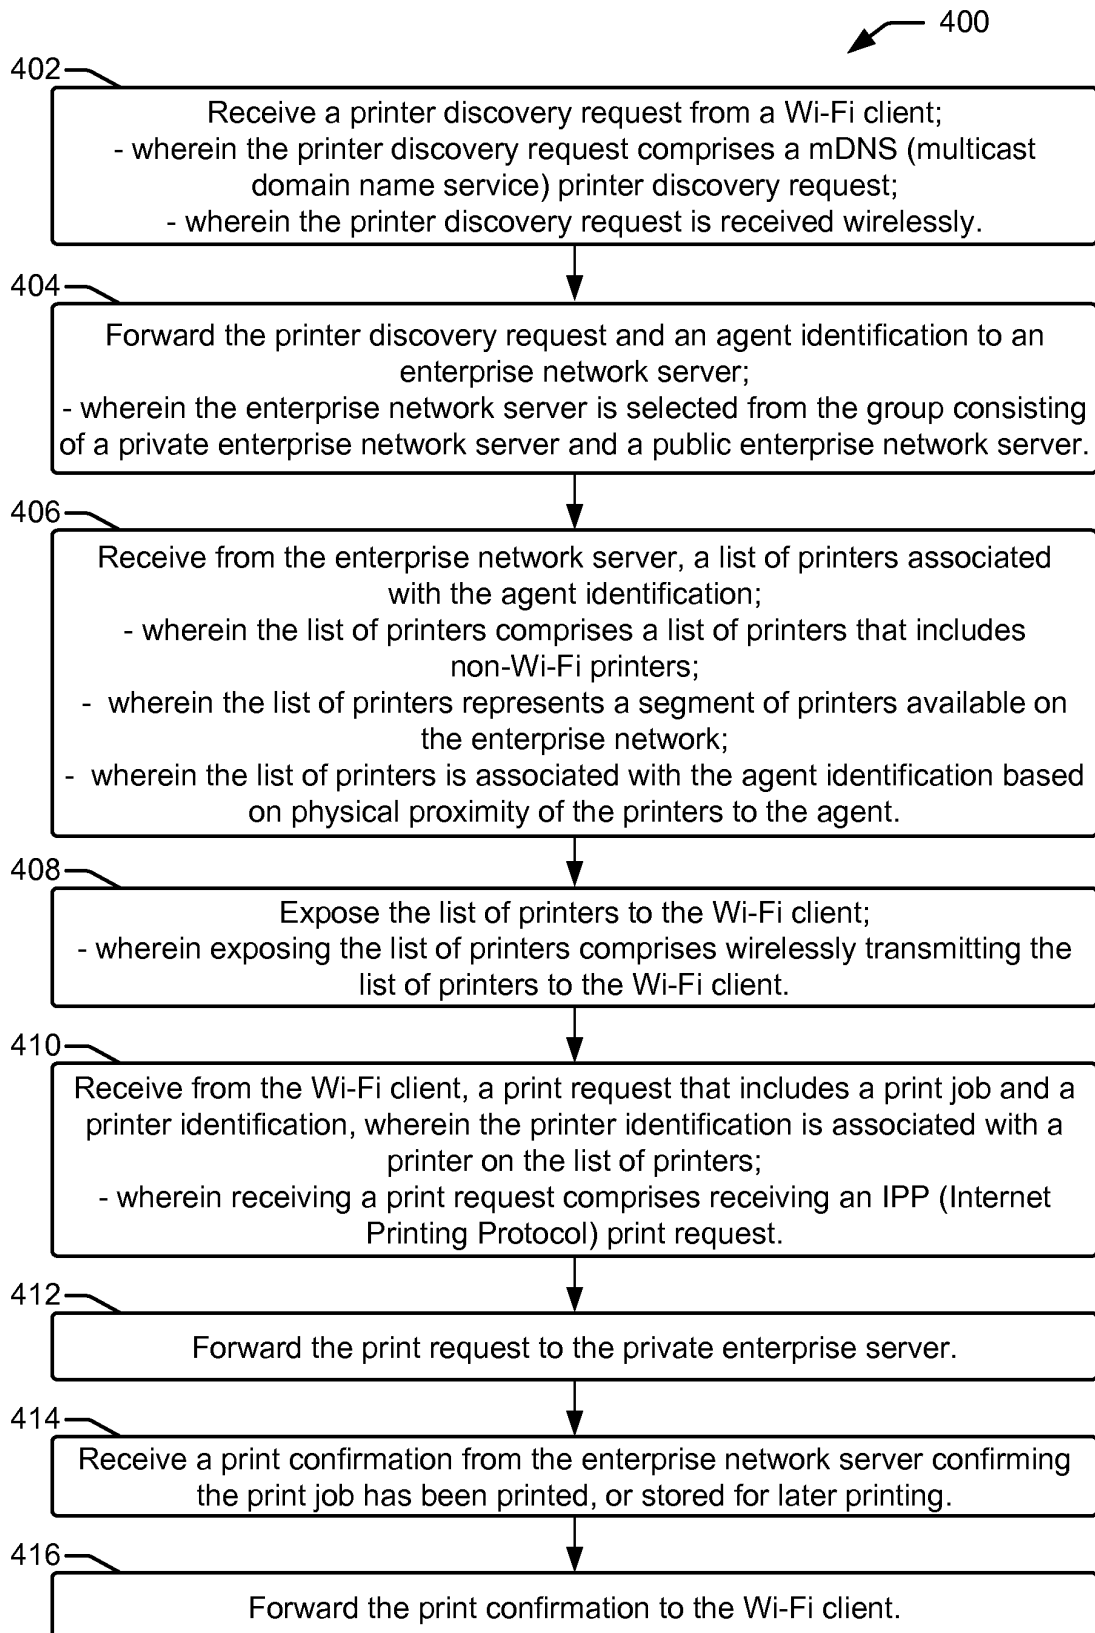 400
402
Receive a printer discovery request from a Wi-Fi client;
- wherein the printer discovery request comprises a mDNS (multicast
domain name service) printer discovery request;
- wherein the printer discovery request is received wirelessly.
404
Forward the printer discovery request and an agent identification to an
enterprise network server;
- wherein the enterprise network server is selected from the group consisting
of a private enterprise network server and a public enterprise network server.
406
Receive from the enterprise network server, a list of printers associated
with the agent identification;
- wherein the list of printers comprises a list of printers that includes
non-Wi-Fi printers;
- wherein the list of printers represents a segment of printers available on
the enterprise network;
- wherein the list of printers is associated with the agent identification based
on physical proximity of the printers to the agent.
408
Expose the list of printers to the Wi-Fi client;
- wherein exposing the list of printers comprises wirelessly transmitting the
list of printers to the Wi-Fi client.
410
Receive from the Wi-Fi client, a print request that includes a print job and a
printer identification, wherein the printer identification is associated with a
printer on the list of printers;
- wherein receiving a print request comprises receiving an IPP (Internet
Printing Protocol) print request.
412
Forward the print request to the private enterprise server.
414
Receive a print confirmation from the enterprise network server confirming
the print job has been printed, or stored for later printing.
416
Forward the print confirmation to the Wi-Fi client.